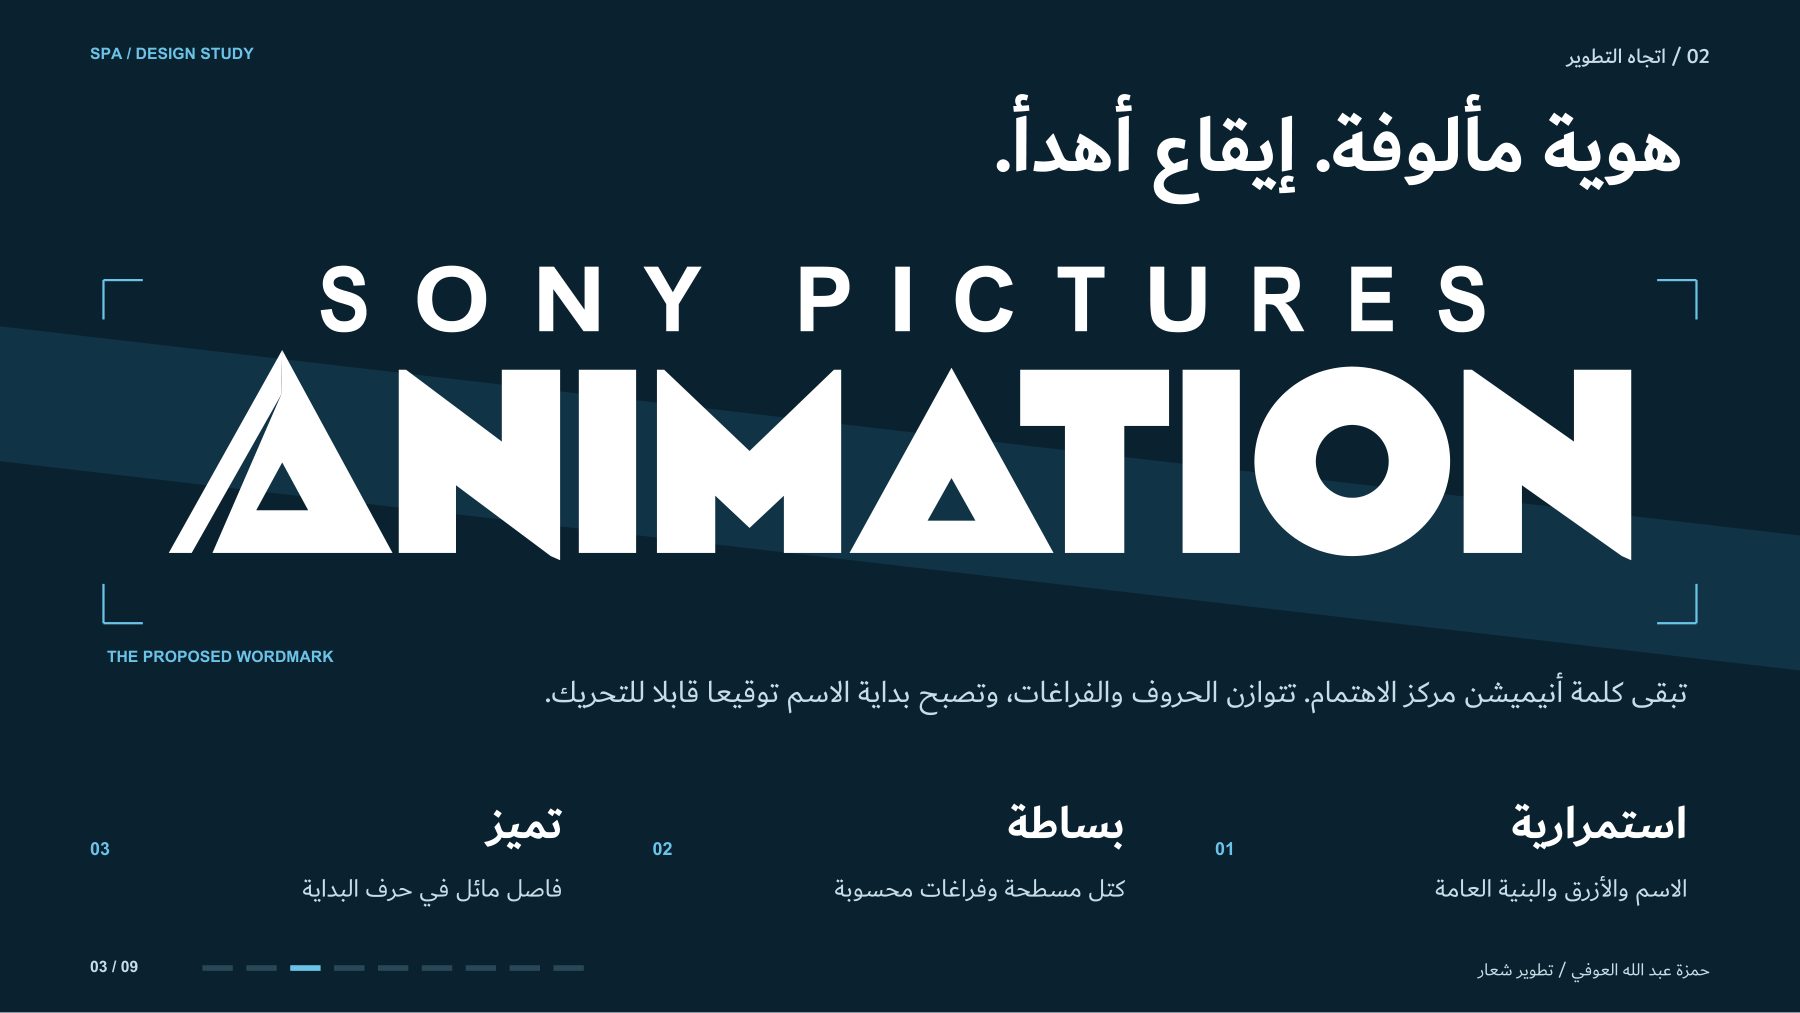 SPA / DESIGN STUDY
02 / اتجاه التطوير
هوية مألوفة. إيقاع أهدأ.
SONY PICTURES
ANIMATION
THE PROPOSED WORDMARK
تبقى كلمة أنيميشن مركز الاهتمام. تتوازن الحروف والفراغات، وتصبح بداية الاسم توقيعا قابلا للتحريك.
استمرارية
01
الاسم والأزرق والبنية العامة
بساطة
02
كتل مسطحة وفراغات محسوبة
تميز
03
فاصل مائل في حرف البداية
03 / 09
حمزة عبد الله العوفي / تطوير شعار